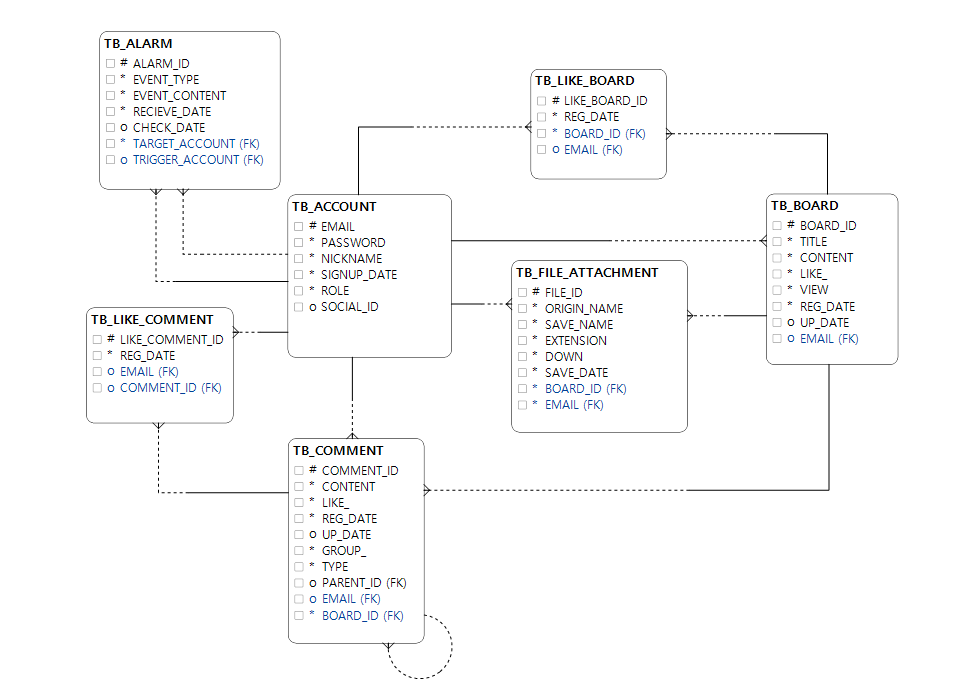 TB_ALARM
# ALARM_ID
* EVENT_TYPE
* EVENT_CONTENT
* RECIEVE_DATE
o CHECK_DATE
* TARGET_ACCOUNT (FK)
o TRIGGER_ACCOUNT (FK)
TB_LIKE_BOARD
# LIKE_BOARD_ID
* REG_DATE
* BOARD_ID (FK)
o EMAIL (FK)
TB_ACCOUNT
# EMAIL
* PASSWORD
* NICKNAME
* SIGNUP_DATE
* ROLE
o SOCIAL_ID
TB_BOARD
# BOARD_ID
* TITLE
* CONTENT
* LIKE_
* VIEW
* REG_DATE
o UP_DATE
o EMAIL (FK)
TB_FILE_ATTACHMENT
# FILE_ID
* ORIGIN_NAME
* SAVE_NAME
* EXTENSION
* DOWN
* SAVE_DATE
* BOARD_ID (FK)
* EMAIL (FK)
TB_LIKE_COMMENT
# LIKE_COMMENT_ID
* REG_DATE
o EMAIL (FK)
o COMMENT_ID (FK)
TB_COMMENT
# COMMENT_ID
* CONTENT
* LIKE_
* REG_DATE
o UP_DATE
* GROUP_
* TYPE
o PARENT_ID (FK)
o EMAIL (FK)
* BOARD_ID (FK)